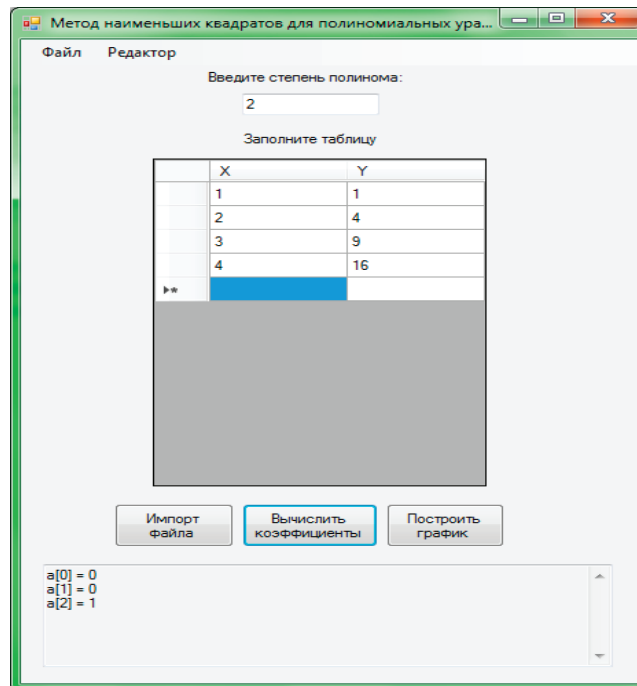 Метод наименьших квадратов для полиномиальных ура...
Файл Редактор
Введите степень полинома:
2
Заполните таблицу
X Y
1 1
2 4
3 9
4 16
Импорт файла
Вычислить коэффициенты
Построить график
a[0] = 0
a[1] = 0
a[2] = 1